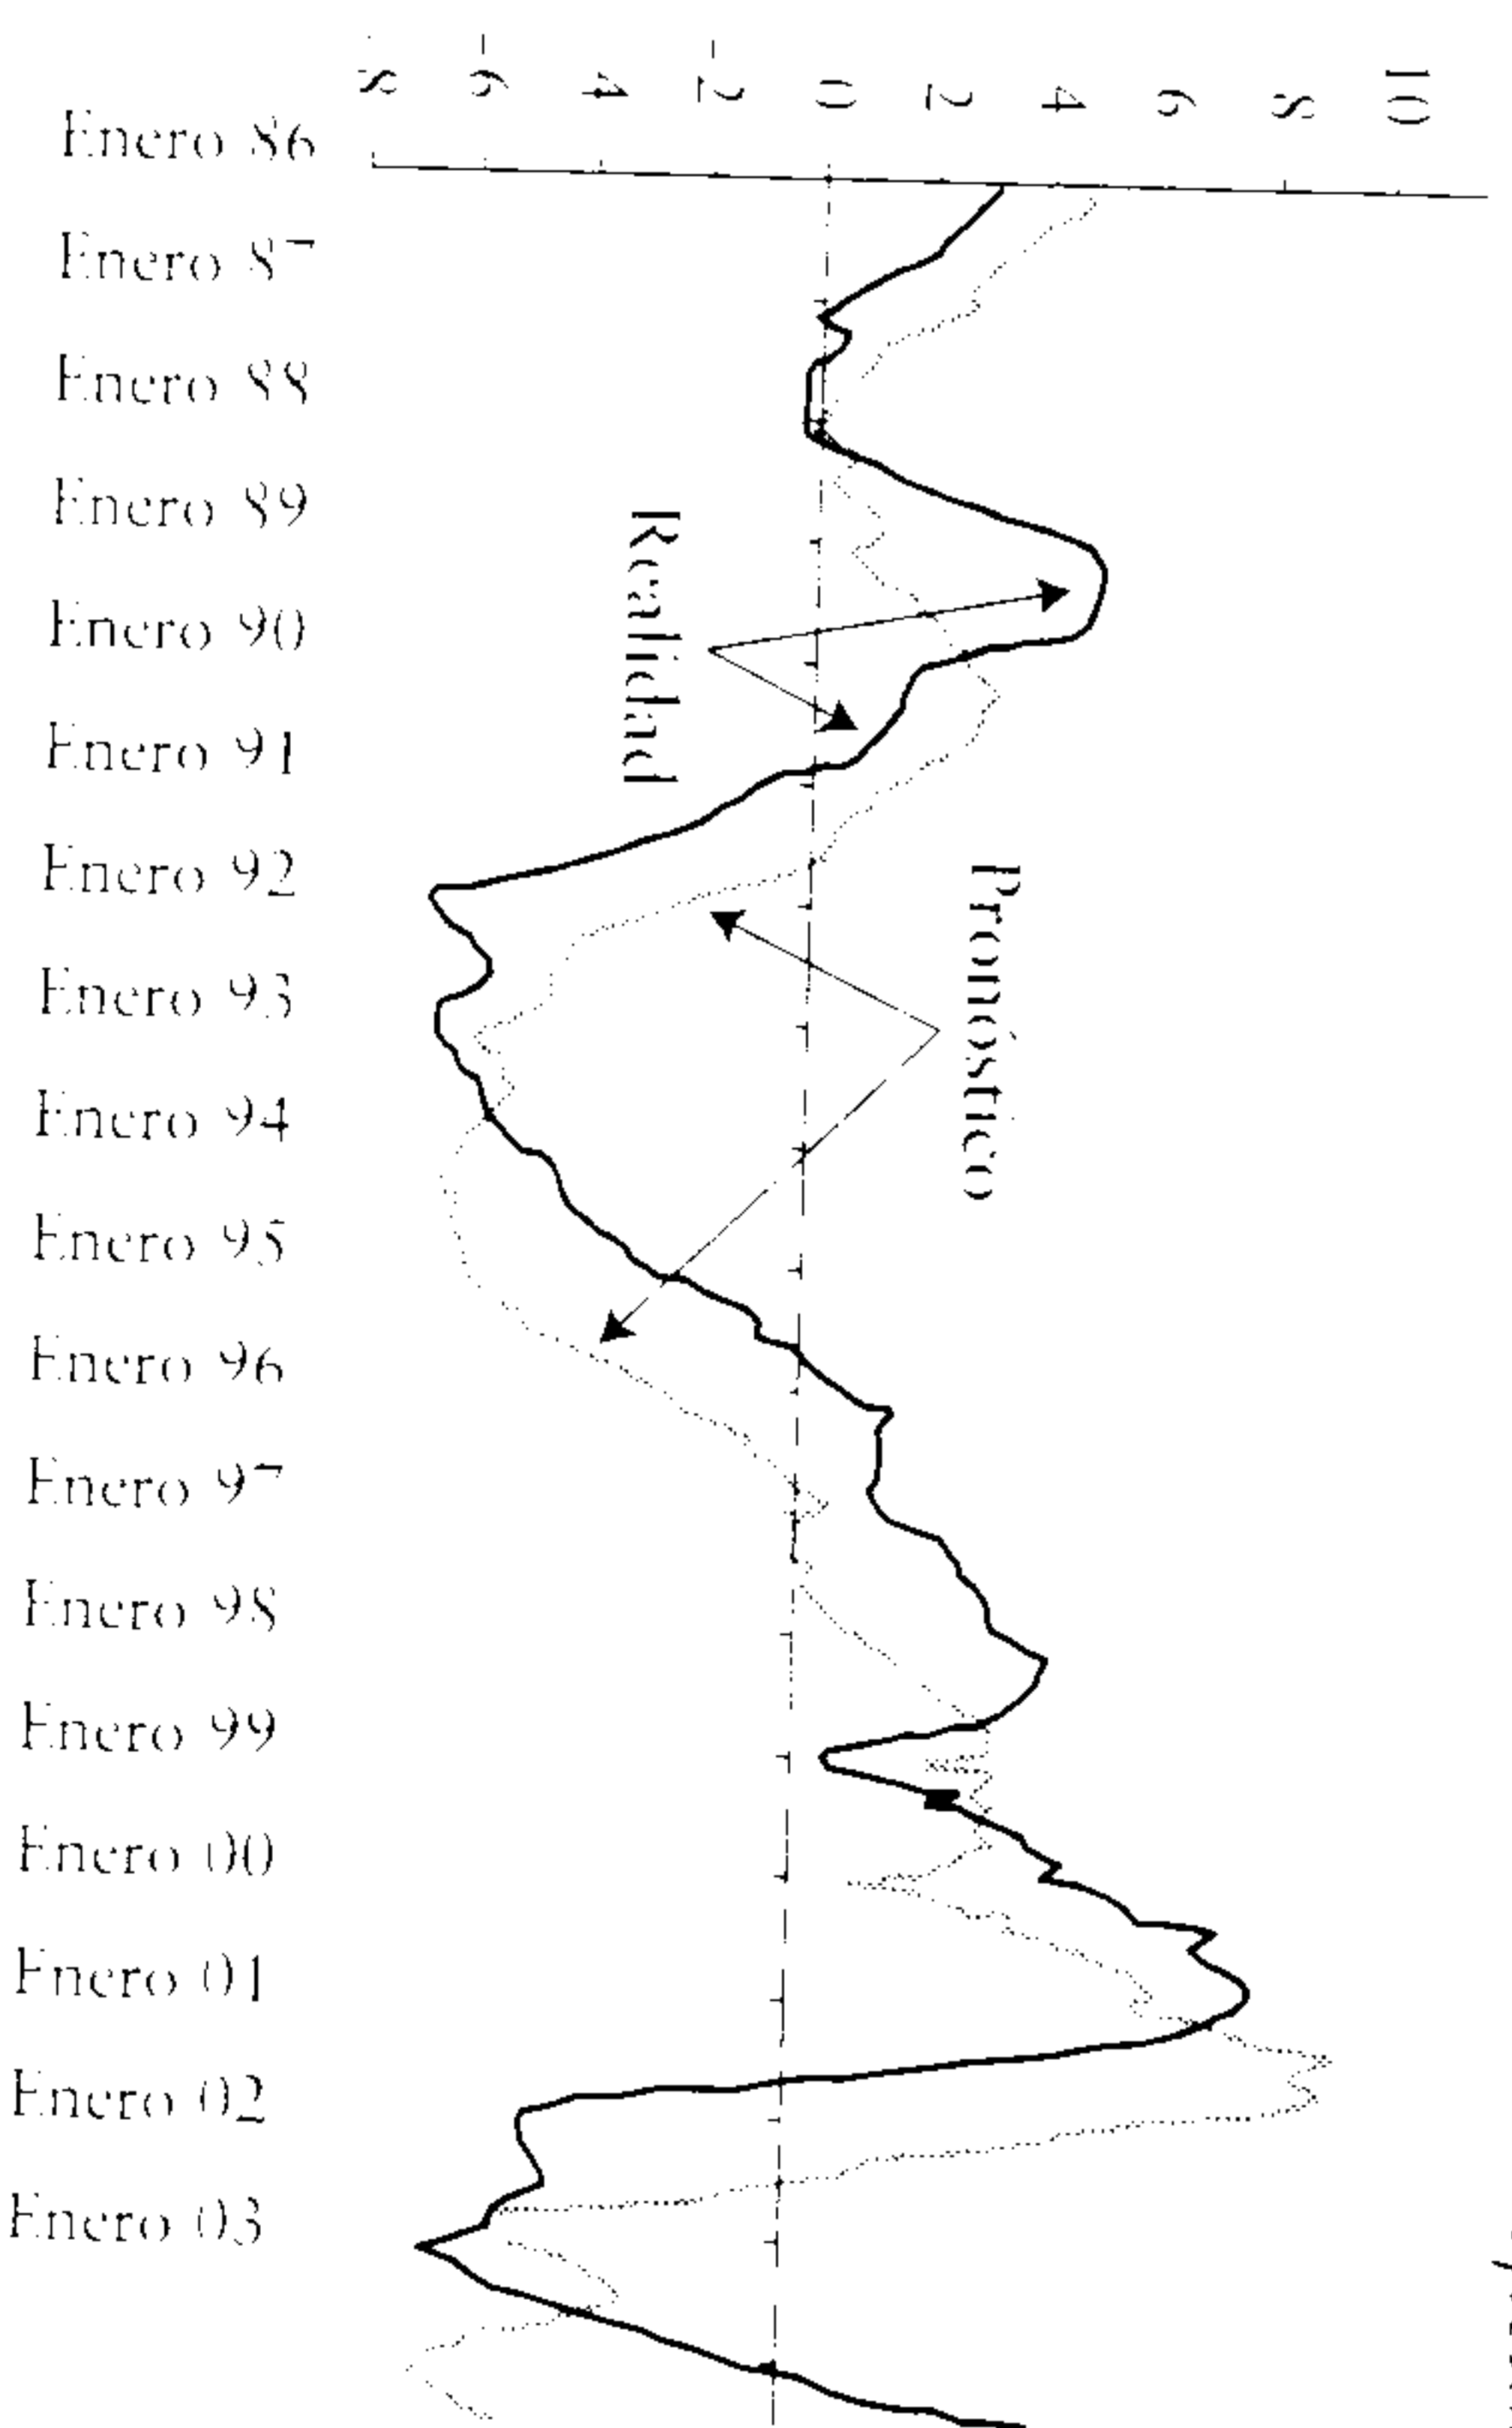 -8
-6
-4
-2
0
2
4
6
8
10
Enero 86
Enero 87
Enero 88
Enero 89
Enero 90
Enero 91
Enero 92
Enero 93
Enero 94
Enero 95
Enero 96
Enero 97
Enero 98
Enero 99
Enero 00
Enero 01
Enero 02
Enero 03
Realidad
Pronóstico